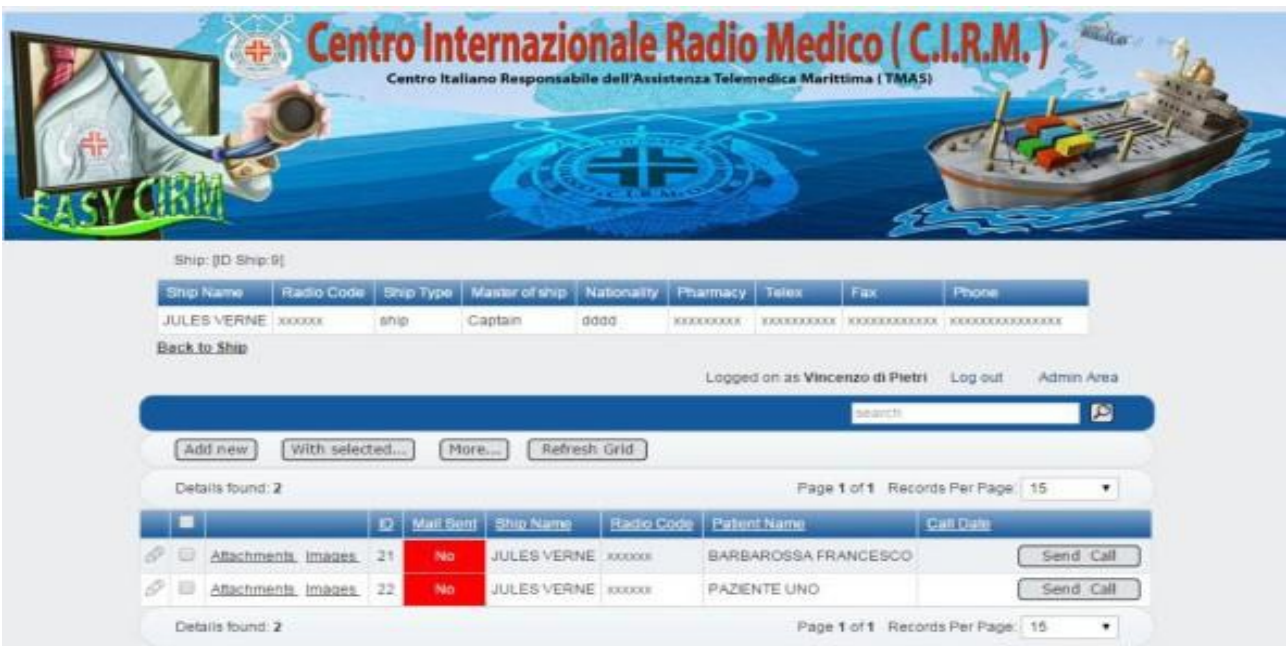 Centro Internazionale Radio Medico ( C.I.R.M. )
Centro Italiano Responsabile dell'Assistenza Telemedica Marittima ( TMAS)
EASY CIRM
Ship: [ID Ship:9]
Ship Name Radio Code Ship Type Master of ship Nationality Pharmacy Telex Fax Phone
JULES VERNE xxxxxx ship Captain dddd xxxxxxxxx xxxxxxxxxx xxxxxxxxxxxx xxxxxxxxxxxxxxx
Back to Ship
Logged on as Vincenzo di Pietri Log out Admin Area
search
Add new With selected... More... Refresh Grid
Details found: 2 Page 1 of 1 Records Per Page: 15
ID Mail Sent Ship Name Radio Code Patient Name Call Date
Attachments Images 21 No JULES VERNE xxxxxx BARBAROSSA FRANCESCO Send Call
Attachments Images 22 No JULES VERNE xxxxxx PAZIENTE UNO Send Call
Details found: 2 Page 1 of 1 Records Per Page: 15